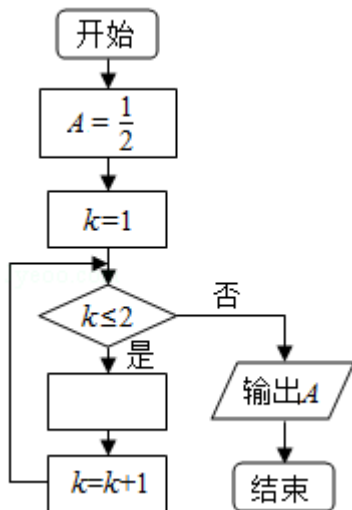 开始
A = 1/2
k=1
k≤2
否
是
输出A
k=k+1
结束